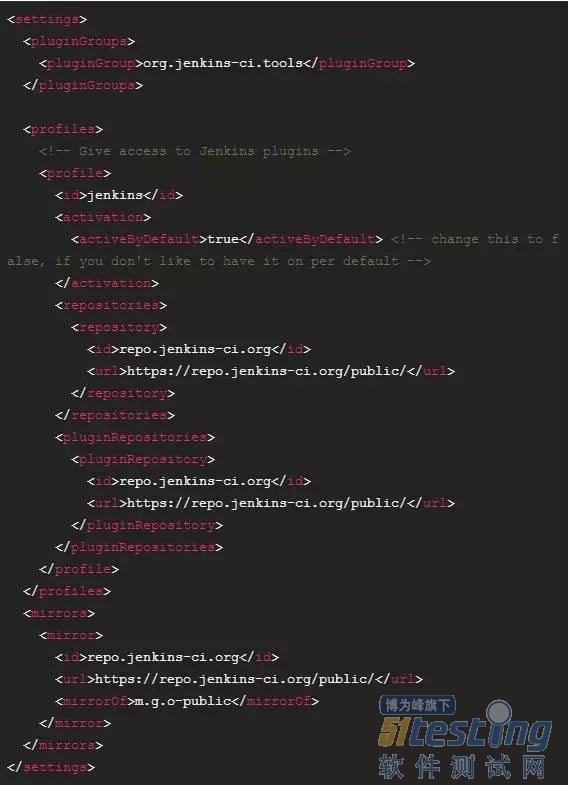 <settings>
  <pluginGroups>
    <pluginGroup>org.jenkins-ci.tools</pluginGroup>
  </pluginGroups>

  <profiles>
    <!-- Give access to Jenkins plugins -->
    <profile>
      <id>jenkins</id>
      <activation>
        <activeByDefault>true</activeByDefault> <!-- change this to f
alse, if you don't like to have it on per default -->
      </activation>
      <repositories>
        <repository>
          <id>repo.jenkins-ci.org</id>
          <url>https://repo.jenkins-ci.org/public/</url>
        </repository>
      </repositories>
      <pluginRepositories>
        <pluginRepository>
          <id>repo.jenkins-ci.org</id>
          <url>https://repo.jenkins-ci.org/public/</url>
        </pluginRepository>
      </pluginRepositories>
    </profile>
  </profiles>
  <mirrors>
    <mirror>
      <id>repo.jenkins-ci.org</id>
      <url>https://repo.jenkins-ci.org/public/</url>
      <mirrorOf>m.g.o-public</mirrorOf>
    </mirror>
  </mirrors>
</settings>
博为峰旗下
51testing
软件测试网